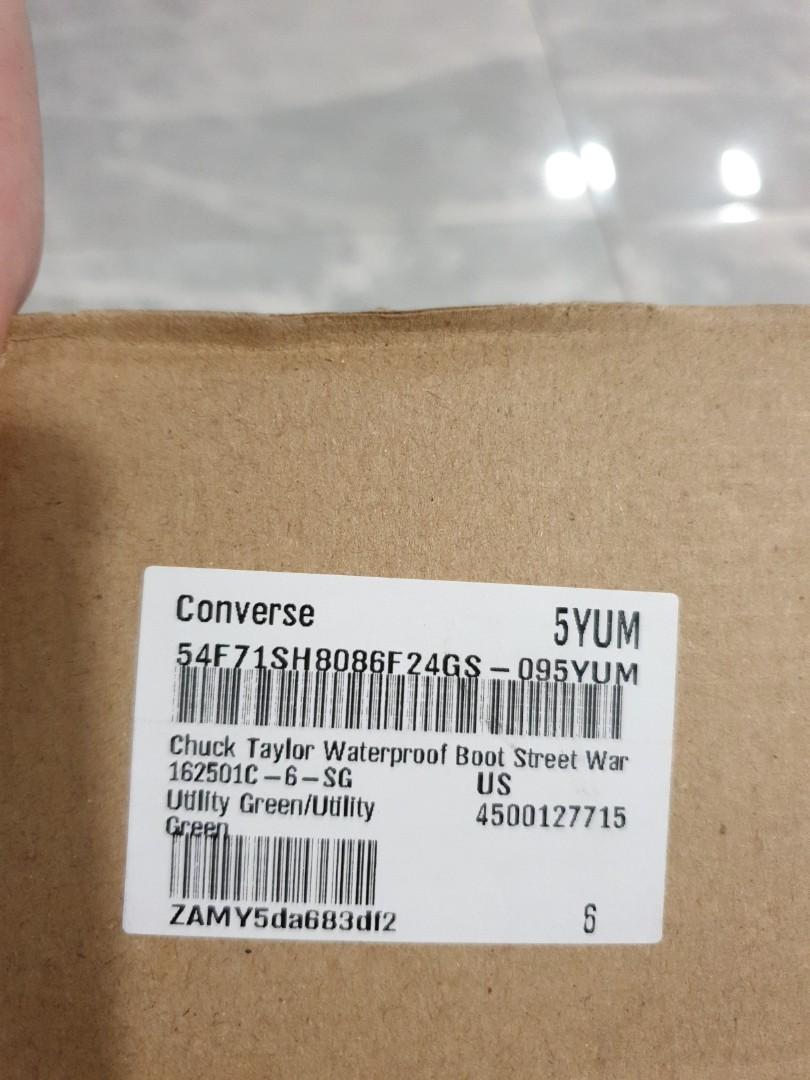 Converse
5YUM
54F71SH8086F24GS-095YUM
Chuck Taylor Waterproof Boot Street War
162501C-6-SG
US
Utility Green/Utility
Green
4500127715
ZAMY5da683df2
6